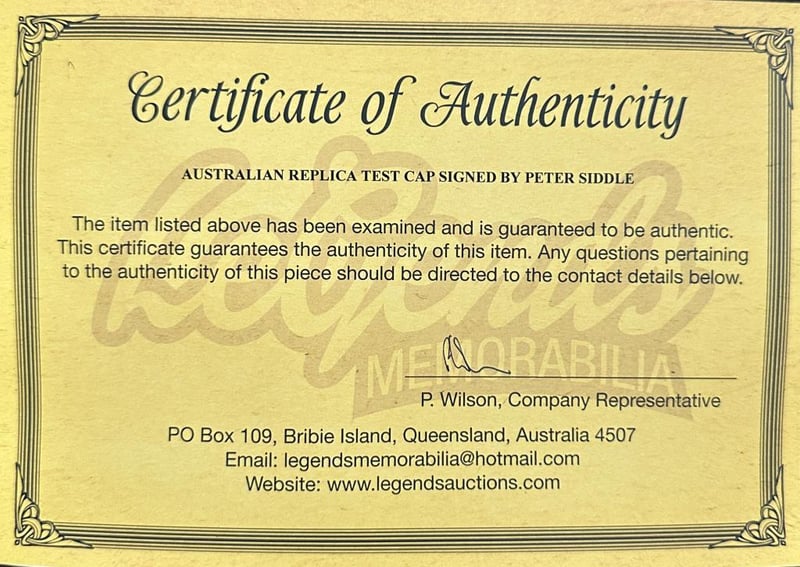 Certificate of Authenticity
AUSTRALIAN REPLICA TEST CAP SIGNED BY PETER SIDDLE
The item listed above has been examined and is guaranteed to be authentic.
This certificate guarantees the authenticity of this item. Any questions pertaining
to the authenticity of this piece should be directed to the contact details below.
Legends
MEMORABILIA
P. Wilson, Company Representative
PO Box 109, Bribie Island, Queensland, Australia 4507
Email: legendsmemorabilia@hotmail.com
Website: www.legendsauctions.com